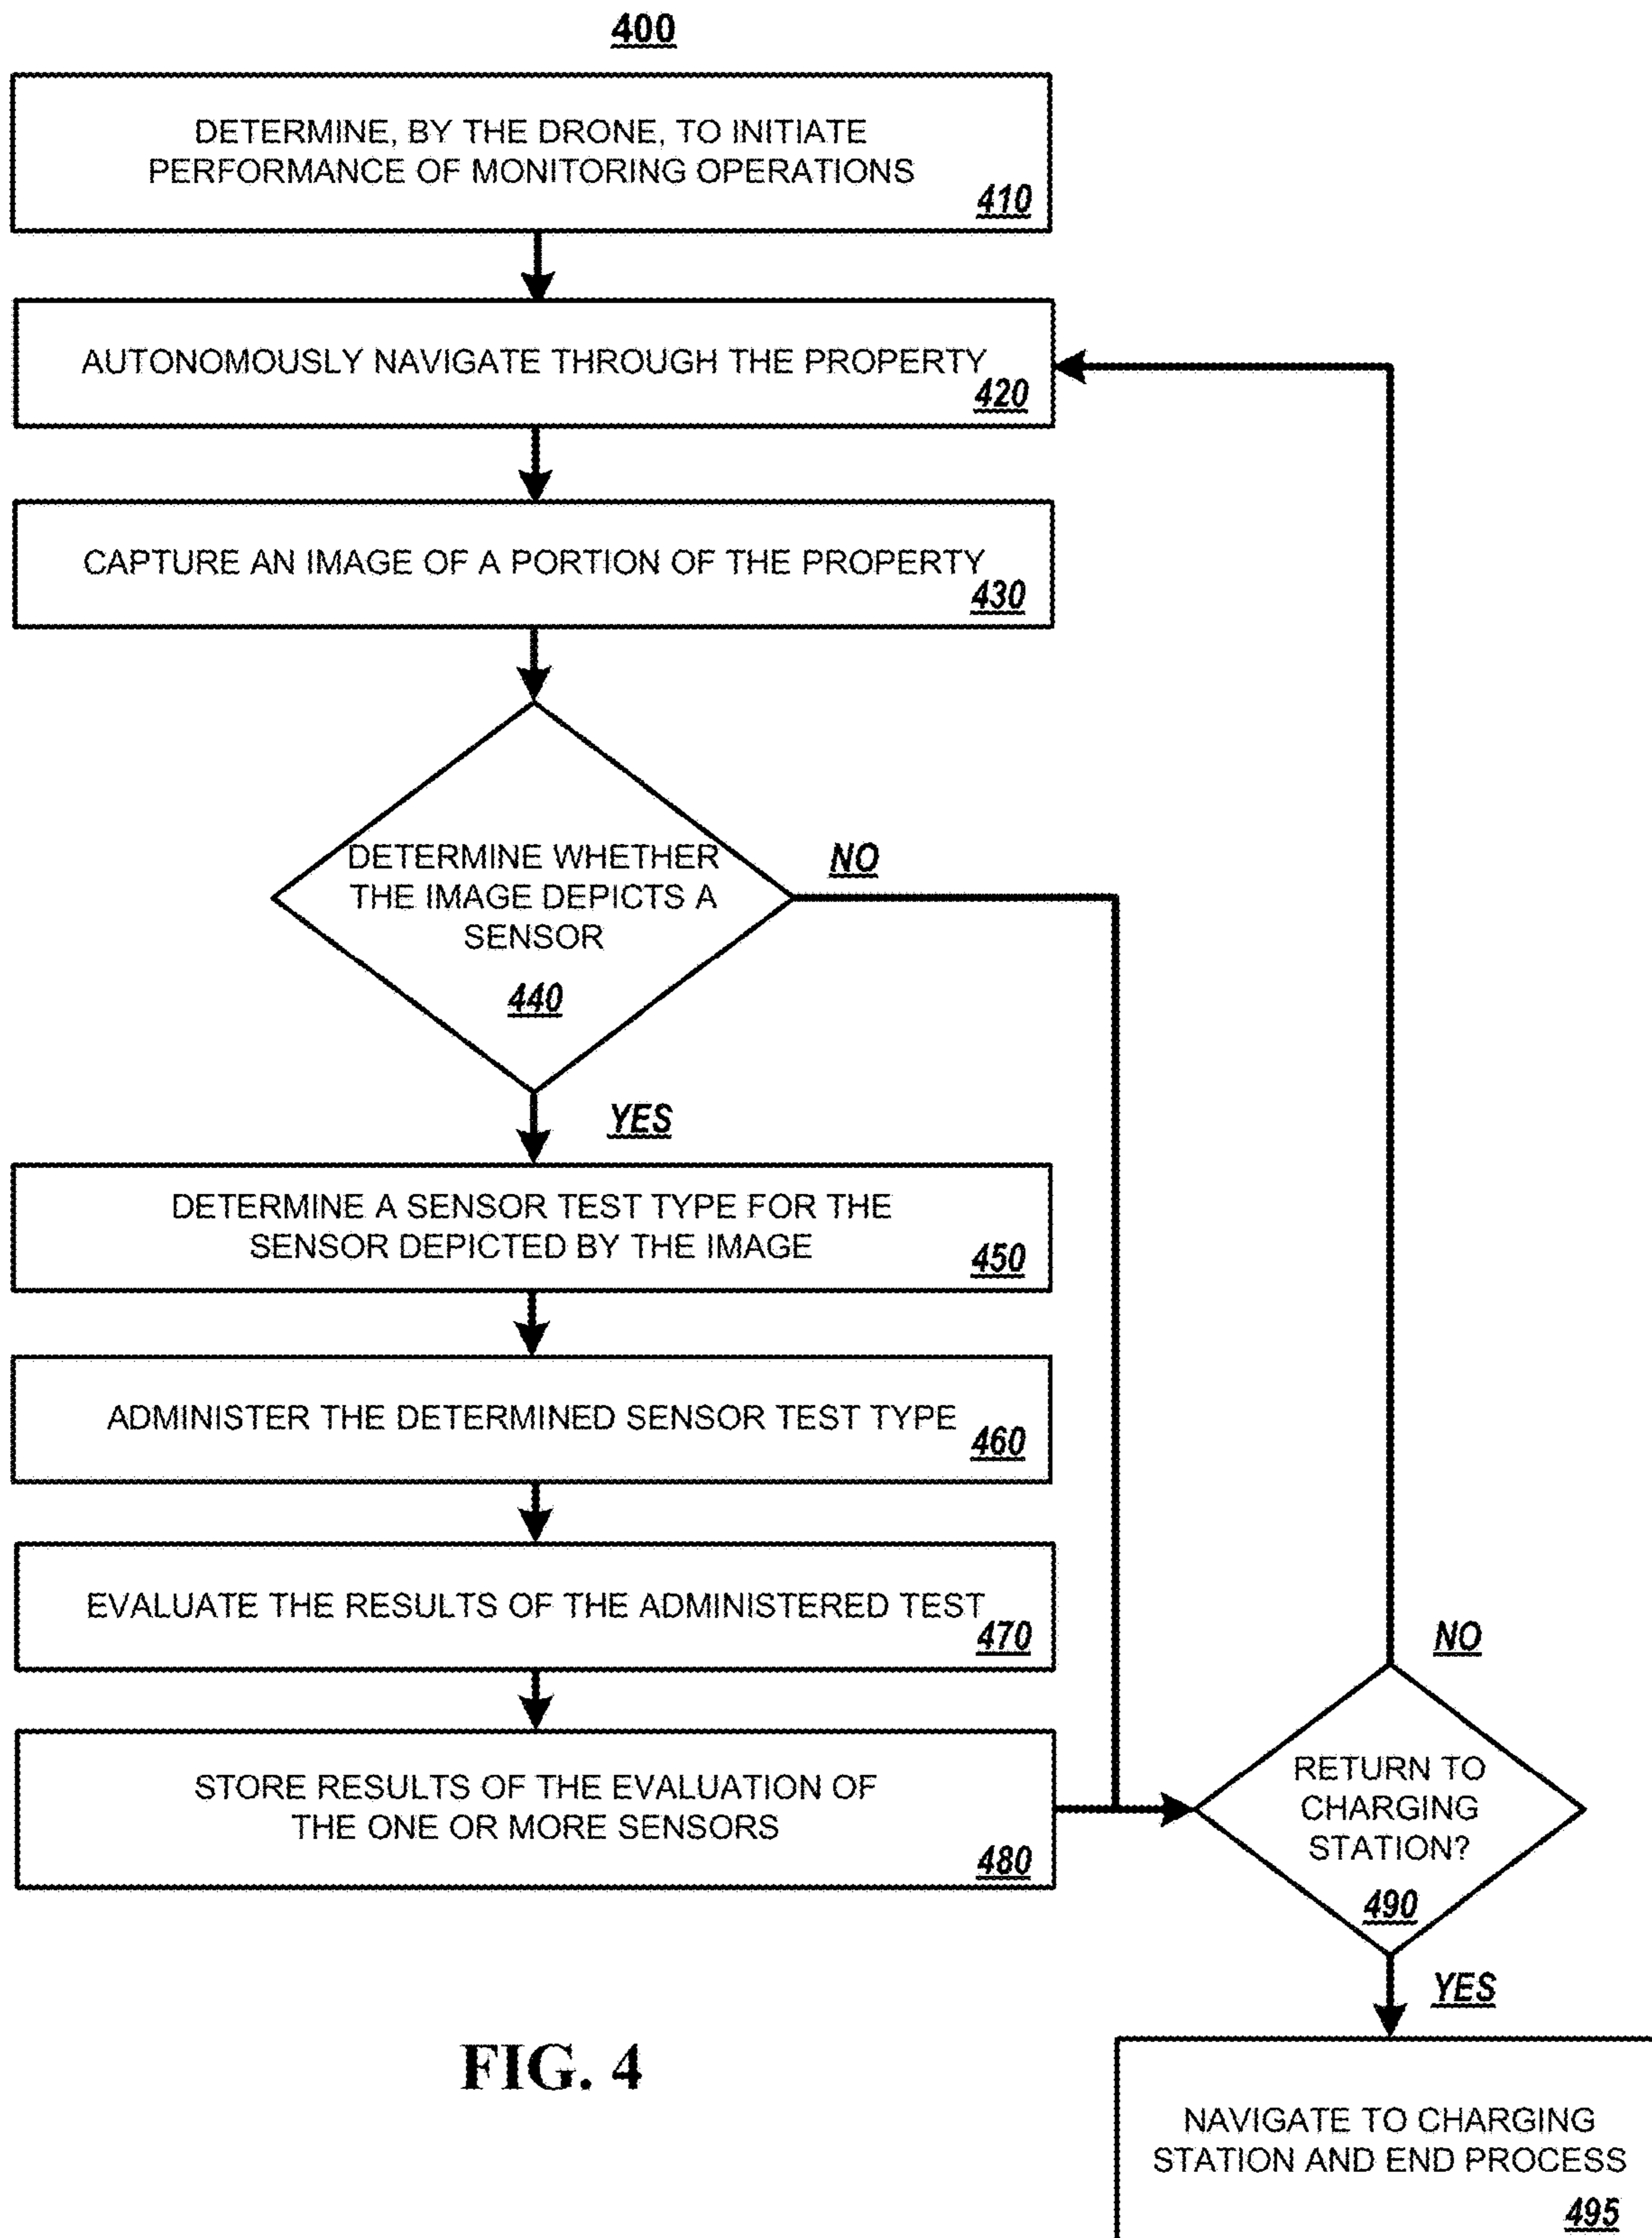 400
DETERMINE, BY THE DRONE, TO INITIATE
PERFORMANCE OF MONITORING OPERATIONS
410
AUTONOMOUSLY NAVIGATE THROUGH THE PROPERTY
420
CAPTURE AN IMAGE OF A PORTION OF THE PROPERTY
430
DETERMINE WHETHER
THE IMAGE DEPICTS A
SENSOR
440
NO
YES
DETERMINE A SENSOR TEST TYPE FOR THE
SENSOR DEPICTED BY THE IMAGE
450
ADMINISTER THE DETERMINED SENSOR TEST TYPE
460
EVALUATE THE RESULTS OF THE ADMINISTERED TEST
470
STORE RESULTS OF THE EVALUATION OF
THE ONE OR MORE SENSORS
480
NO
RETURN TO
CHARGING
STATION?
490
YES
NAVIGATE TO CHARGING
STATION AND END PROCESS
495
FIG. 4